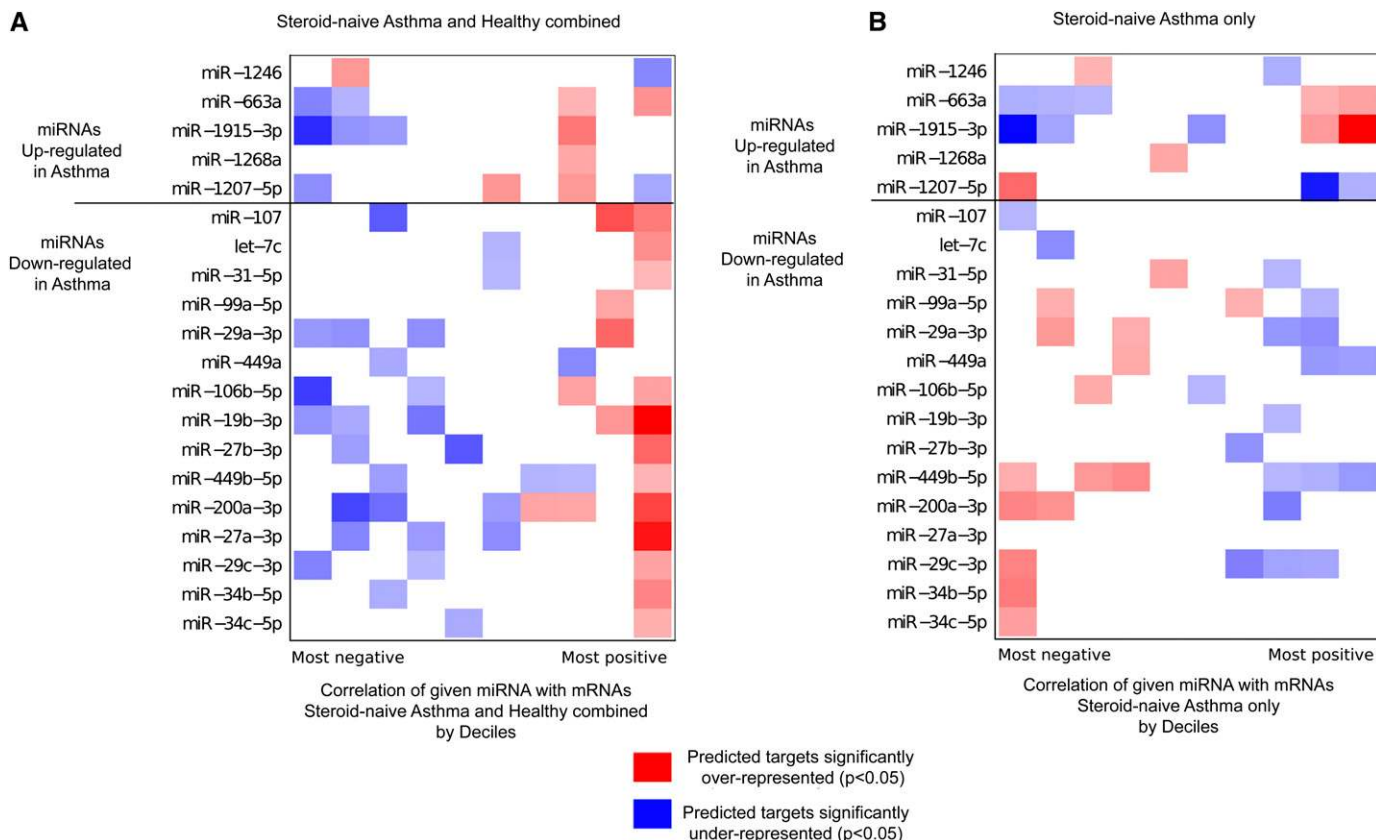 A
Steroid-naive Asthma and Healthy combined
miRNAs
Up-regulated
in Asthma
miRNAs
Down-regulated
in Asthma
miR−1246
miR−663a
miR−1915−3p
miR−1268a
miR−1207−5p
miR−107
let−7c
miR−31−5p
miR−99a−5p
miR−29a−3p
miR−449a
miR−106b−5p
miR−19b−3p
miR−27b−3p
miR−449b−5p
miR−200a−3p
miR−27a−3p
miR−29c−3p
miR−34b−5p
miR−34c−5p
Most negative Most positive
Correlation of given miRNA with mRNAs
Steroid-naive Asthma and Healthy combined
by Deciles
B
Steroid-naive Asthma only
miRNAs
Up-regulated
in Asthma
miRNAs
Down-regulated
in Asthma
miR−1246
miR−663a
miR−1915−3p
miR−1268a
miR−1207−5p
miR−107
let−7c
miR−31−5p
miR−99a−5p
miR−29a−3p
miR−449a
miR−106b−5p
miR−19b−3p
miR−27b−3p
miR−449b−5p
miR−200a−3p
miR−27a−3p
miR−29c−3p
miR−34b−5p
miR−34c−5p
Most negative Most positive
Correlation of given miRNA with mRNAs
Steroid-naive Asthma only
by Deciles
Predicted targets significantly
over-represented (p<0.05)
Predicted targets significantly
under-represented (p<0.05)